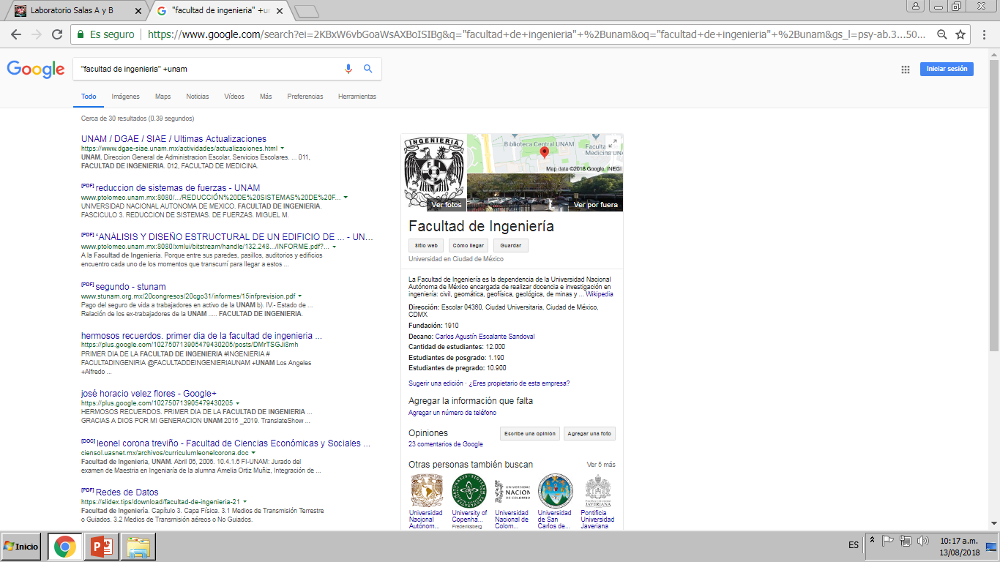 Laboratorio Salas A y B
"facultad de ingenieria" +un
Es seguro
https://www.google.com/search?ei=2KBxW6vbGoaWsAXBoISIBg&q="facultad+de+ingenieria"+%2Bunam&oq="facultad+de+ingenieria"+%2Bunam&gs_l=psy-ab.3...50...
Google
"facultad de ingenieria" +unam
Iniciar sesión
Todo Imágenes Maps Noticias Vídeos Más Preferencias Herramientas
Cerca de 30 resultados (0.39 segundos)
UNAM / DGAE / SIAE / Ultimas Actualizaciones
https://www.dgae-siae.unam.mx/actividades/actualizaciones.html
UNAM, Direccion General de Administracion Escolar, Servicios Escolares. ... 011,
FACULTAD DE INGENIERIA. 012, FACULTAD DE MEDICINA.
[PDF] reduccion de sistemas de fuerzas - UNAM
www.ptolomeo.unam.mx:8080/.../REDUCCIÓN%20DE%20SISTEMAS%20DE%20F...
UNIVERSIDAD NACIONAL AUTONOMA DE MÉXICO. FACULTAD DE INGENIERIA.
FASCICULO 3. REDUCCION DE SISTEMAS. DE FUERZAS. MIGUEL M.
[PDF] “ANÁLISIS Y DISEÑO ESTRUCTURAL DE UN EDIFICIO DE ... - UN...
www.ptolomeo.unam.mx:8080/xmlui/bitstream/handle/132.248.../INFORME.pdf?...
A la Facultad de Ingenieria. Porque entre sus paredes, pasillos, auditorios y edificios
encuentro cada uno de los momentos que transcurrí para llegar a estos ...
[PDF] segundo - stunam
www.stunam.org.mx/20congresos/20cgo31/informes/15infprevision.pdf
Pago del seguro de vida a trabajadores en activo de la UNAM b). IV.- Estado de ...
Relación de los ex-trabajadores de la UNAM ..... FACULTAD DE INGENIERIA.
hermosos recuerdos. primer dia de la facultad de ingenieria ...
https://plus.google.com/102750713905479430205/posts/DMrTSGJi8mh
PRIMER DIA DE LA FACULTAD DE INGENIERIA #INGENIERIA #
FACULTADINGENIRIA @FACULTADDEINGENIERIAUNAM +UNAM Los Angeles
+Alfredo ...
josé horacio velez flores - Google+
https://plus.google.com/102750713905479430205
HERMOSOS RECUERDOS. PRIMER DIA DE LA FACULTAD DE INGENIERIA ...
GRACIAS A DIOS POR MI GENERACION UNAM 2015 _2019. TranslateShow ...
[DOC] leonel corona treviño - Facultad de Ciencias Económicas y Sociales ...
ciensol.uasnet.mx/archivos/curriculumleonelcorona.doc
Facultad de Ingenieria, UNAM. Abril 06, 2006. 10.4.1.6 FI-UNAM: Jurado del
examen de Maestria en Ingeniaría de la alumna Amelia Ortiz Muñiz, Integración de ...
[PDF] Redes de Datos
https://slidex.tips/download/facultad-de-ingenieria-21
Facultad de Ingenieria. Capítulo 3. Capa Física. 3.1 Medios de Transmisión Terrestre
o Guiados. 3.2 Medios de Transmisión aéreos o No Guiados.
INGENIERIA
Biblioteca Central UNAM
Faculta
Medicina UNA
Map data ©2018 Google, INEGI
Ver fotos
Ver por fuera
Facultad de Ingeniería
Sitio web Cómo llegar Guardar
Universidad en Ciudad de México
La Facultad de Ingeniería es la dependencia de la Universidad Nacional
Autónoma de México encargada de realizar docencia e investigación en
ingeniería: civil, geomática, geofísica, geológica, de minas y ... Wikipedia
Dirección: Escolar 04360, Ciudad Universitaria, Ciudad de México,
CDMX
Fundación: 1910
Decano: Carlos Agustín Escalante Sandoval
Cantidad de estudiantes: 12.000
Estudiantes de posgrado: 1.190
Estudiantes de pregrado: 10.900
Sugerir una edición · ¿Eres propietario de esta empresa?
Agregar la información que falta
Agregar un número de teléfono
Opiniones
Escribe una opinión Agregar una foto
23 comentarios de Google
Otras personas también buscan
Ver 5 más
Universidad
Nacional
Autónom...
University of
Copenha...
Frederiksberg
Universidad
Nacional de
Colom...
Universidad
de San
Carlos de...
Pontificia
Universidad
Javeriana
Inicio
ES
10:17 a.m.
13/08/2018